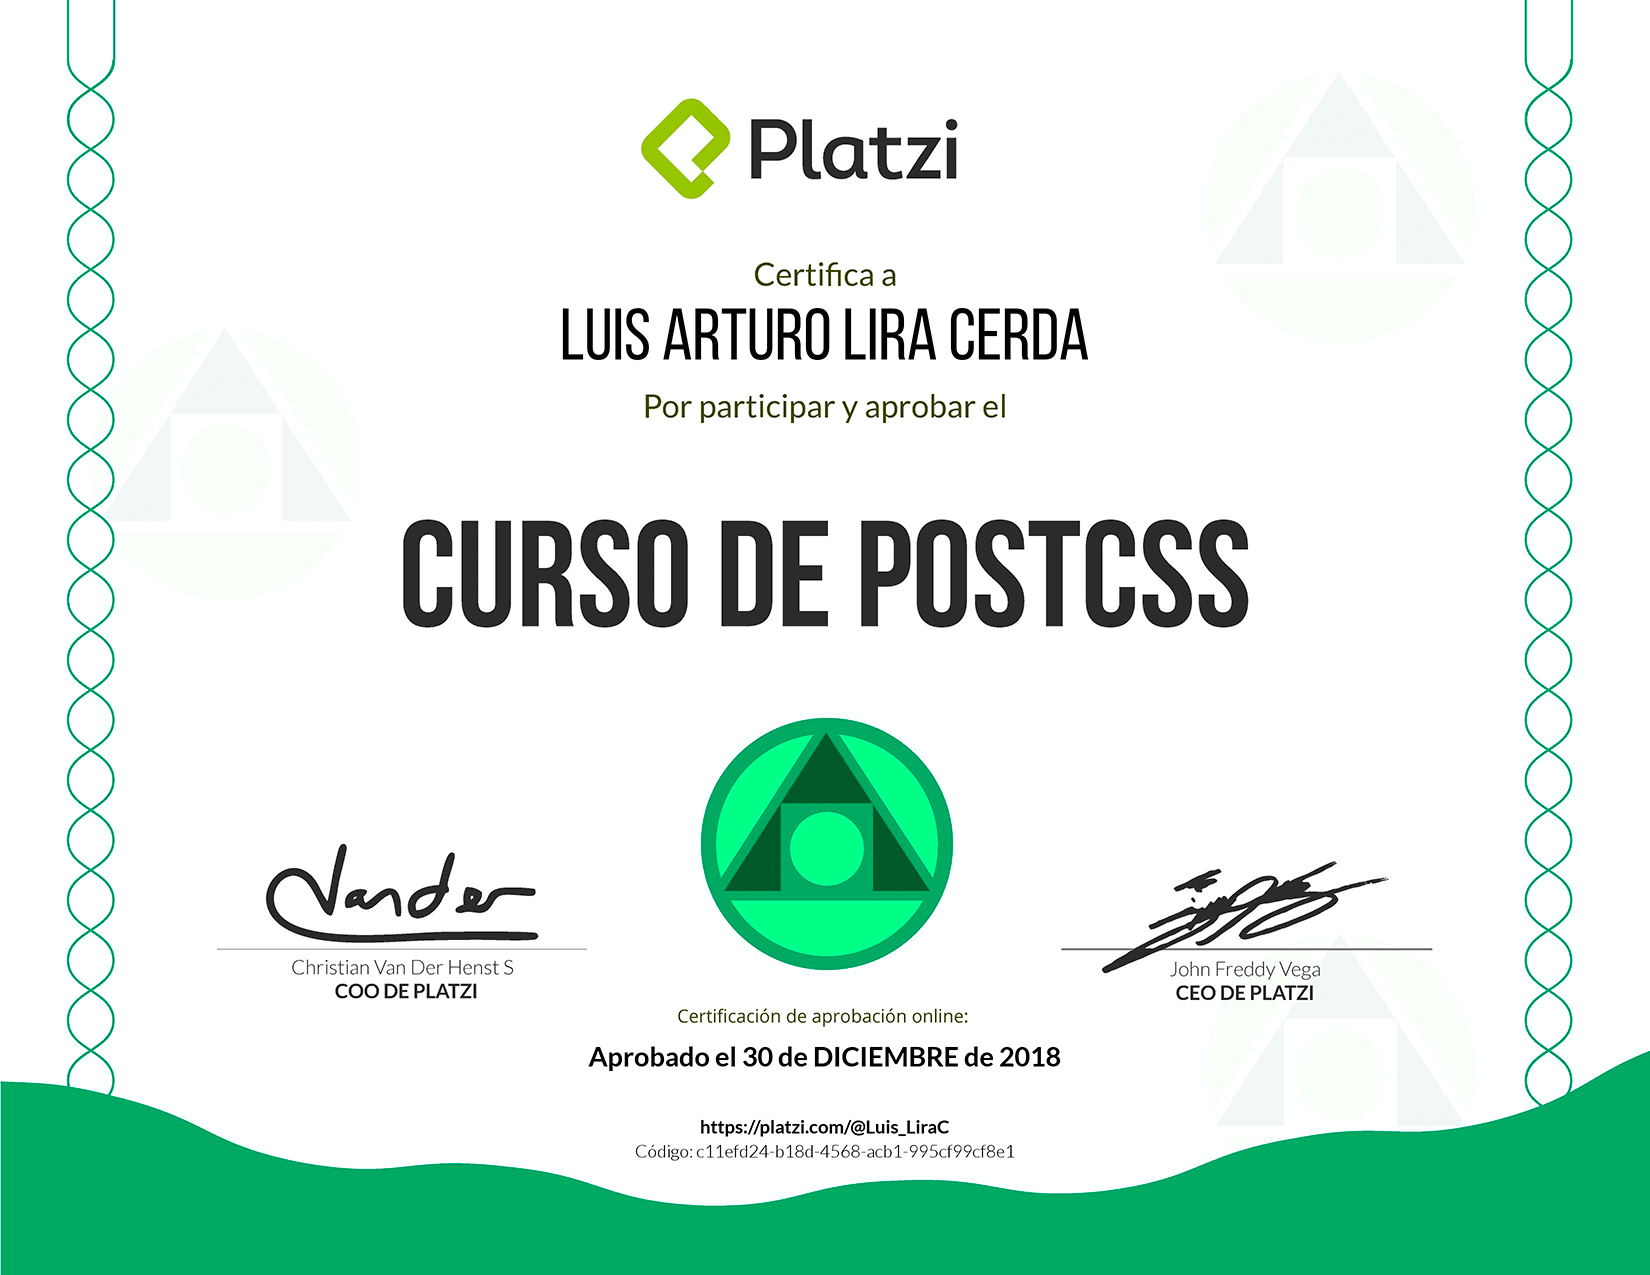 Platzi
Certifica a
LUIS ARTURO LIRA CERDA
Por participar y aprobar el
CURSO DE POSTCSS
Vander
Christian Van Der Henst S
COO DE PLATZI
John Freddy Vega
CEO DE PLATZI
Certificación de aprobación online:
Aprobado el 30 de DICIEMBRE de 2018
https://platzi.com/@Luis_LiraC
Código: c11efd24-b18d-4568-acb1-995cf99cf8e1